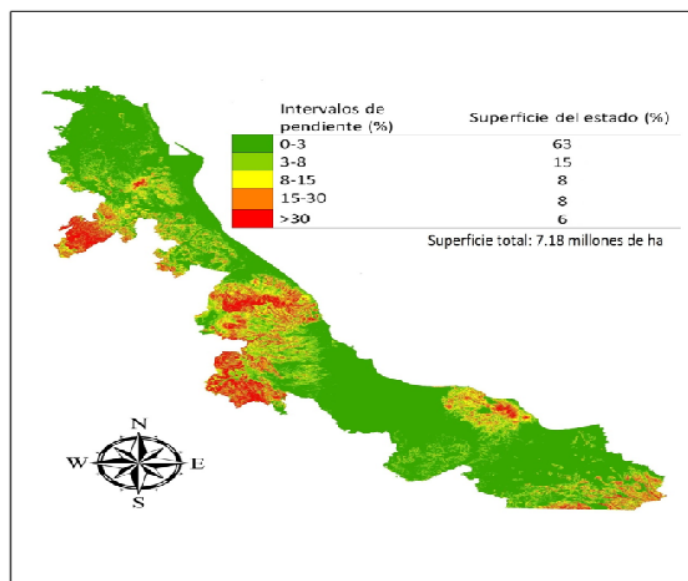 Intervalos de pendiente (%) Superficie del estado (%)
0-3 63
3-8 15
8-15 8
15-30 8
>30 6
Superficie total: 7.18 millones de ha
N
W E
S